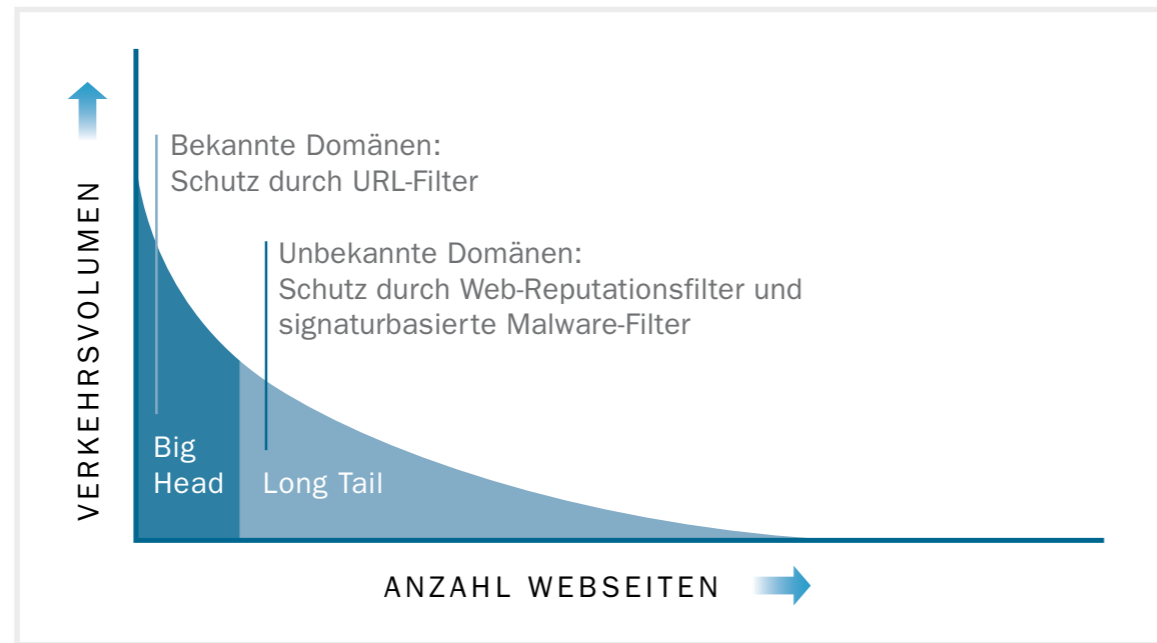 VERKEHRSVOLUMEN
Bekannte Domänen:
Schutz durch URL-Filter
Unbekannte Domänen:
Schutz durch Web-Reputationsfilter und
signaturbasierte Malware-Filter
Big
Head
Long Tail
ANZAHL WEBSEITEN